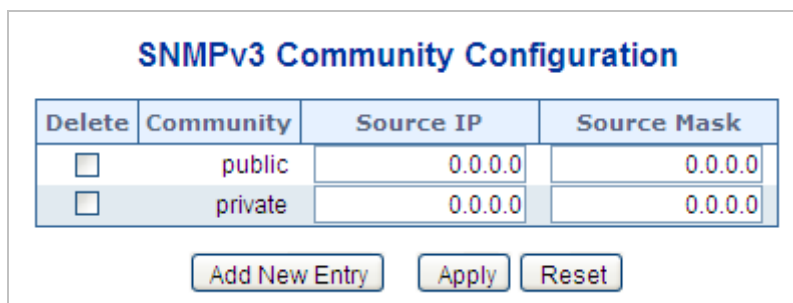 SNMPv3 Community Configuration
Delete Community Source IP Source Mask
public 0.0.0.0 0.0.0.0
private 0.0.0.0 0.0.0.0
Add New Entry Apply Reset